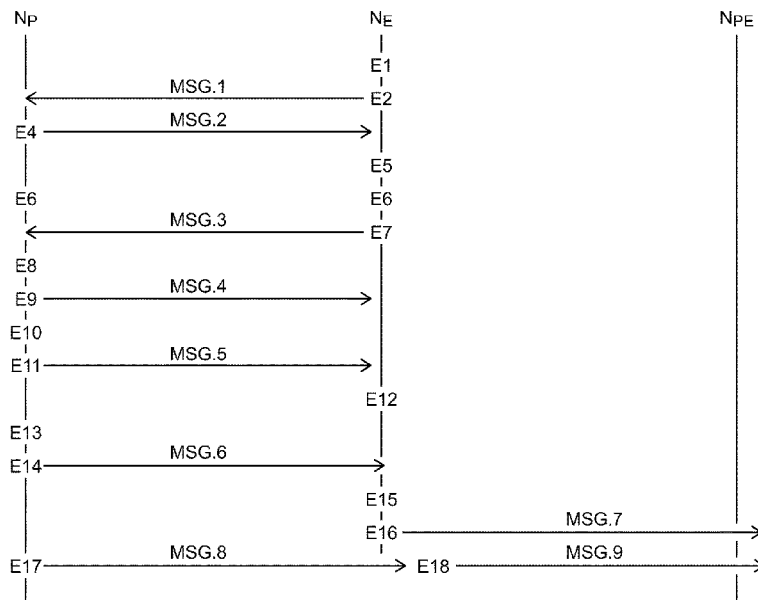 NP NE NPE
E1
MSG.1
E2
MSG.2
E4
E5
E6 E6
MSG.3
E7
E8
MSG.4
E9
E10
MSG.5
E11
E12
E13
MSG.6
E14
E15
E16 MSG.7
E17 MSG.8 E18 MSG.9